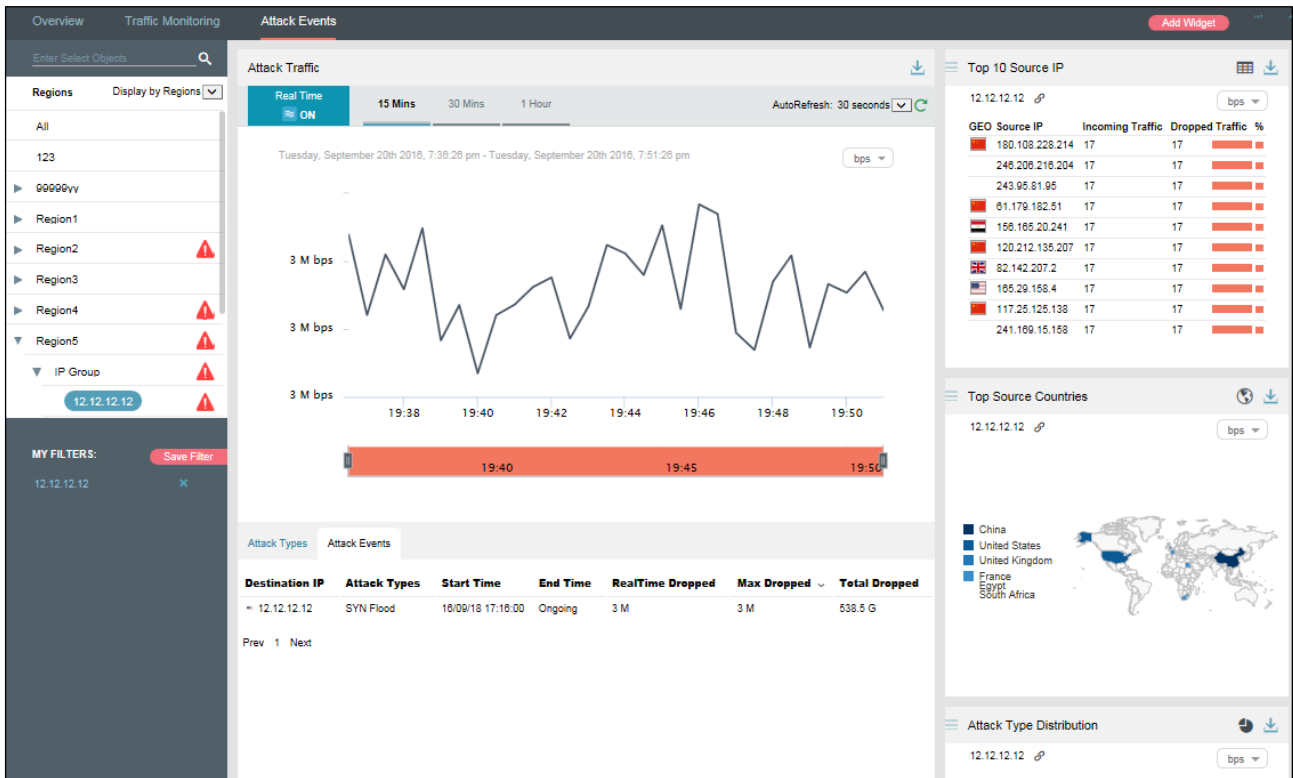 Overview Traffic Monitoring Attack Events Add Widget
Enter Select Objects
Regions Display by Regions
All
123
99999yy
Region1
Region2
Region3
Region4
Region5
IP Group
12.12.12.12
MY FILTERS: Save Filter
12.12.12.12
Attack Traffic
Real Time
ON
15 Mins 30 Mins 1 Hour AutoRefresh: 30 seconds
Tuesday, September 20th 2016, 7:36:26 pm - Tuesday, September 20th 2016, 7:51:26 pm bps
3 M bps
3 M bps
3 M bps
19:38 19:40 19:42 19:44 19:46 19:48 19:50
19:40 19:45 19:50
Attack Types Attack Events
Destination IP Attack Types Start Time End Time RealTime Dropped Max Dropped Total Dropped
12.12.12.12 SYN Flood 16/09/18 17:16:00 Ongoing 3 M 3 M 538.5 G
Prev 1 Next
Top 10 Source IP
12.12.12.12 bps
GEO Source IP Incoming Traffic Dropped Traffic %
180.108.228.214 17 17
246.206.216.204 17 17
243.95.81.95 17 17
61.179.182.51 17 17
156.165.20.241 17 17
120.212.135.207 17 17
82.142.207.2 17 17
165.29.158.4 17 17
117.25.125.138 17 17
241.169.15.158 17 17
Top Source Countries
12.12.12.12 bps
China
United States
United Kingdom
France
Egypt
South Africa
Attack Type Distribution
12.12.12.12 bps